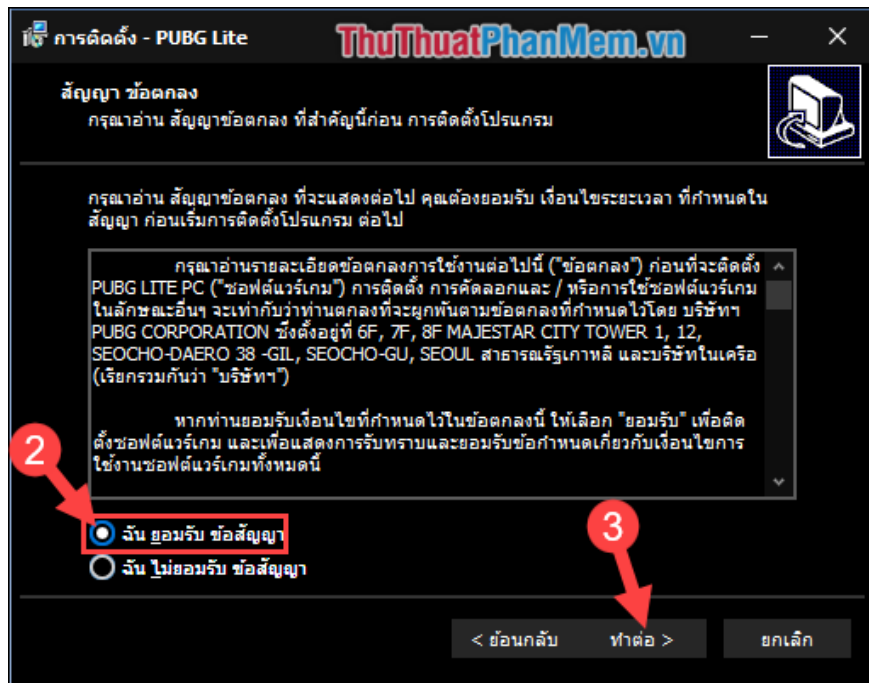 การติดตั้ง - PUBG Lite
ThuThuatPhanMem.vn
สัญญา ข้อตกลง
กรุณาอ่าน สัญญาข้อตกลง ที่สำคัญนี้ก่อน การติดตั้งโปรแกรม
กรุณาอ่าน สัญญาข้อตกลง ที่จะแสดงต่อไป คุณต้องยอมรับ เงื่อนไขระยะเวลา ที่กำหนดใน
สัญญา ก่อนเริ่มการติดตั้งโปรแกรม ต่อไป
กรุณาอ่านรายละเอียดข้อตกลงการใช้งานต่อไปนี้ ("ข้อตกลง") ก่อนที่จะติดตั้ง
PUBG LITE PC ("ซอฟต์แวร์เกม") การติดตั้ง การคัดลอกและ / หรือการใช้ซอฟต์แวร์เกม
ในลักษณะอื่นๆ จะเท่ากับว่าท่านตกลงที่จะผูกพันตามข้อตกลงที่กำหนดไว้โดย บริษัทฯ
PUBG CORPORATION ซึ่งตั้งอยู่ที่ 6F, 7F, 8F MAJESTAR CITY TOWER 1, 12,
SEOCHO-DAERO 38 -GIL, SEOCHO-GU, SEOUL สาธารณรัฐเกาหลี และบริษัทในเครือ
(เรียกรวมกันว่า "บริษัทฯ")
หากท่านยอมรับเงื่อนไขที่กำหนดไว้ในข้อตกลงนี้ ให้เลือก "ยอมรับ" เพื่อติด
ตั้งซอฟต์แวร์เกม และเพื่อแสดงการรับทราบและยอมรับข้อกำหนดเกี่ยวกับเงื่อนไขการ
ใช้งานซอฟต์แวร์เกมทั้งหมดนี้
2
ฉัน ยอมรับ ข้อสัญญา
3
ฉัน ไม่ยอมรับ ข้อสัญญา
< ย้อนกลับ
ทำต่อ >
ยกเลิก